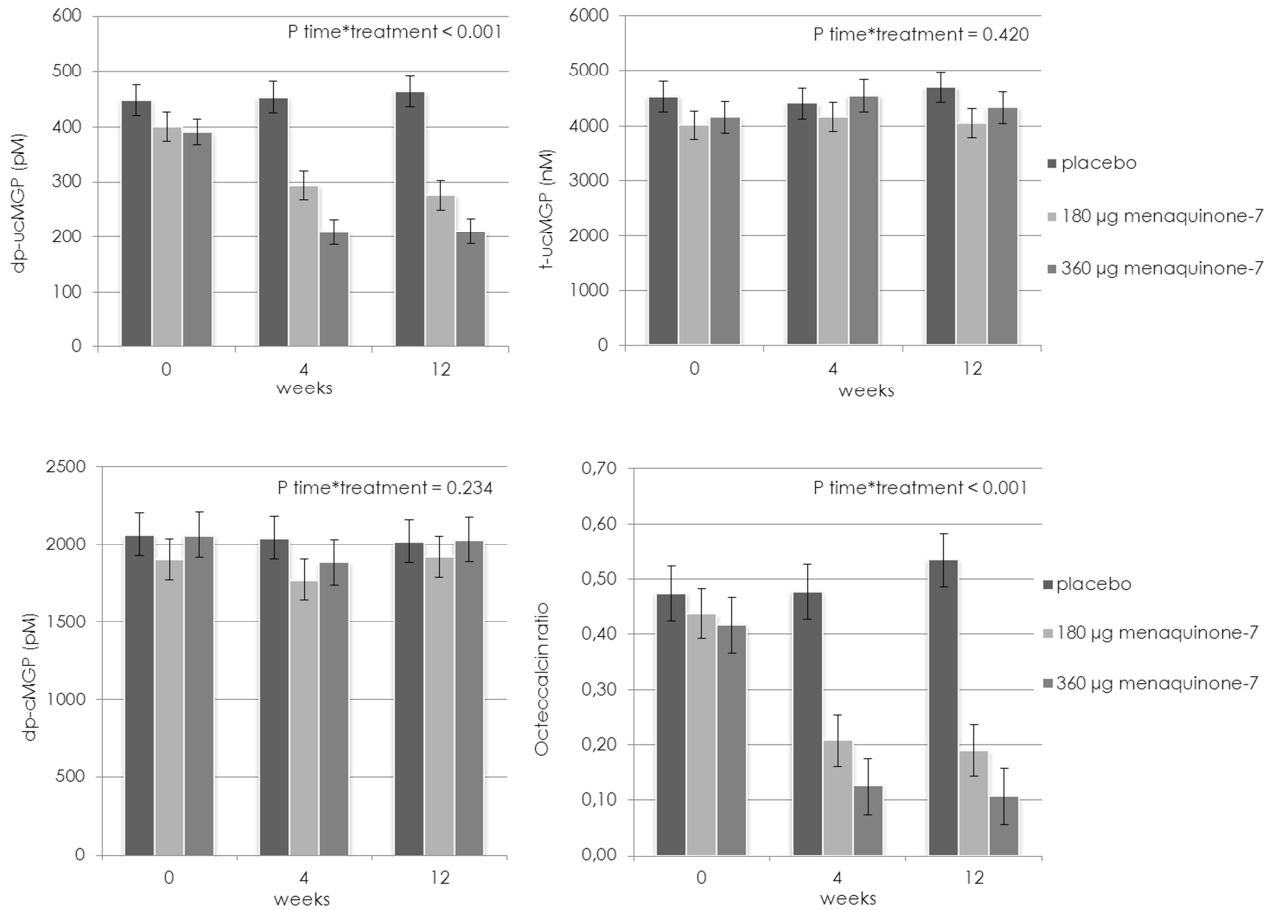 P time*treatment < 0.001
dp-ucMGP (pM)
600
500
400
300
200
100
0
0
4
12
weeks
P time*treatment = 0.420
t-ucMGP (nM)
6000
5000
4000
3000
2000
1000
0
0
4
12
weeks
placebo
180 µg menaquinone-7
360 µg menaquinone-7
P time*treatment = 0.234
dp-cMGP (pM)
2500
2000
1500
1000
500
0
0
4
12
weeks
P time*treatment < 0.001
Octeccalcin ratio
0,70
0,60
0,50
0,40
0,30
0,20
0,10
0,00
0
4
12
weeks
placebo
180 µg menaquinone-7
360 µg menaquinone-7